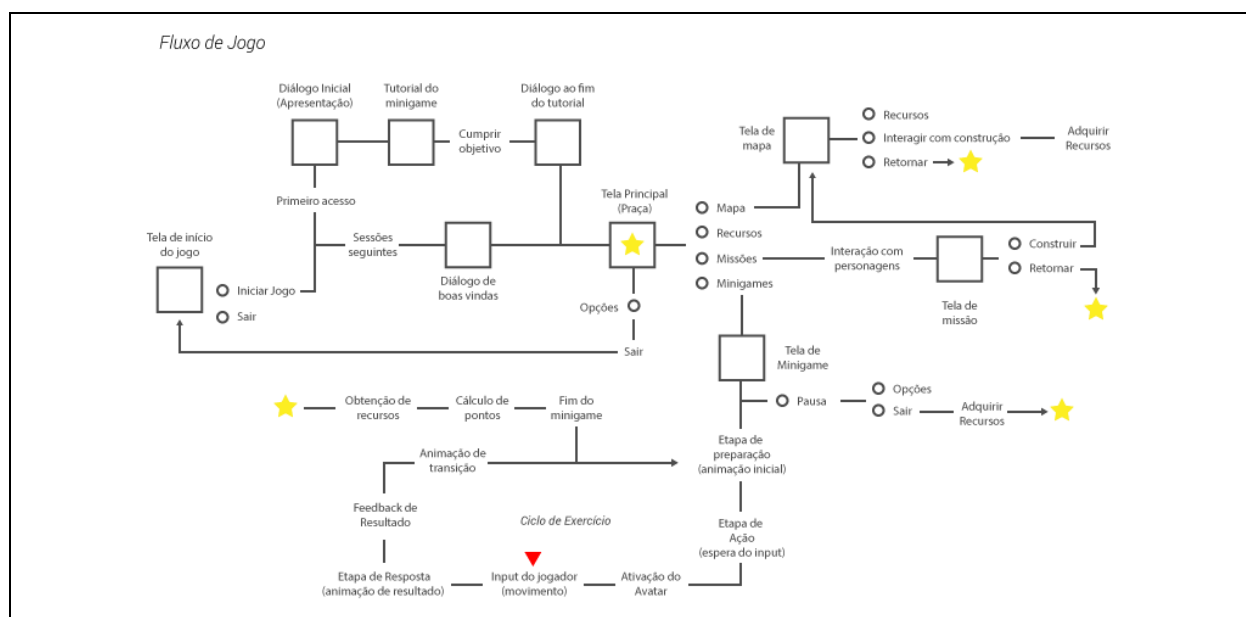 Fluxo de Jogo
Diálogo Inicial
(Apresentação)
Tutorial do
minigame
Diálogo ao fim
do tutorial
Cumprir
objetivo
Primeiro acesso
Tela de início
do jogo
Iniciar Jogo
Sair
Sessões
seguintes
Diálogo de
boas vindas
Tela Principal
(Praça)
Opções
Sair
Mapa
Recursos
Missões
Minigames
Tela de
mapa
Recursos
Interagir com construção
Retornar
Adquirir
Recursos
Interação com
personagens
Tela de
missão
Construir
Retornar
Tela de
Minigame
Pausa
Opções
Sair
Adquirir
Recursos
Obtenção de
recursos
Cálculo de
pontos
Fim do
minigame
Animação de
transição
Etapa de
preparação
(animação inicial)
Feedback de
Resultado
Ciclo de Exercício
Etapa de
Ação
(espera do input)
Etapa de Resposta
(animação de resultado)
Input do jogador
(movimento)
Ativação do
Avatar